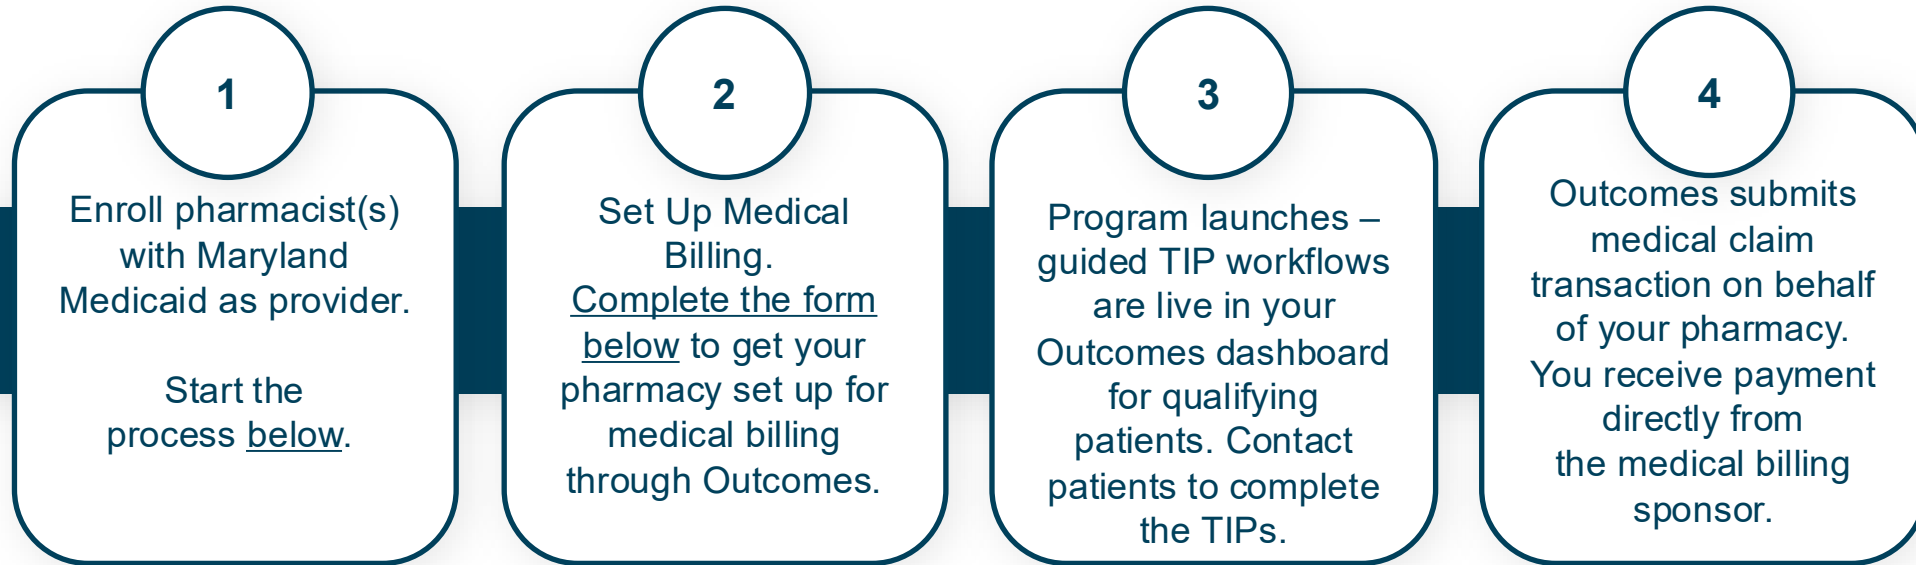 1
Enroll pharmacist(s)
with Maryland
Medicaid as provider.
Start the
process below.
2
Set Up Medical
Billing.
Complete the form
below to get your
pharmacy set up for
medical billing
through Outcomes.
3
Program launches –
guided TIP workflows
are live in your
Outcomes dashboard
for qualifying
patients. Contact
patients to complete
the TIPs.
4
Outcomes submits
medical claim
transaction on behalf
of your pharmacy.
You receive payment
directly from
the medical billing
sponsor.